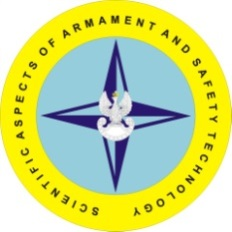 SCIENTIFIC ASPECTS OF ARMAMENT AND SAFETY TECHNOLOGY